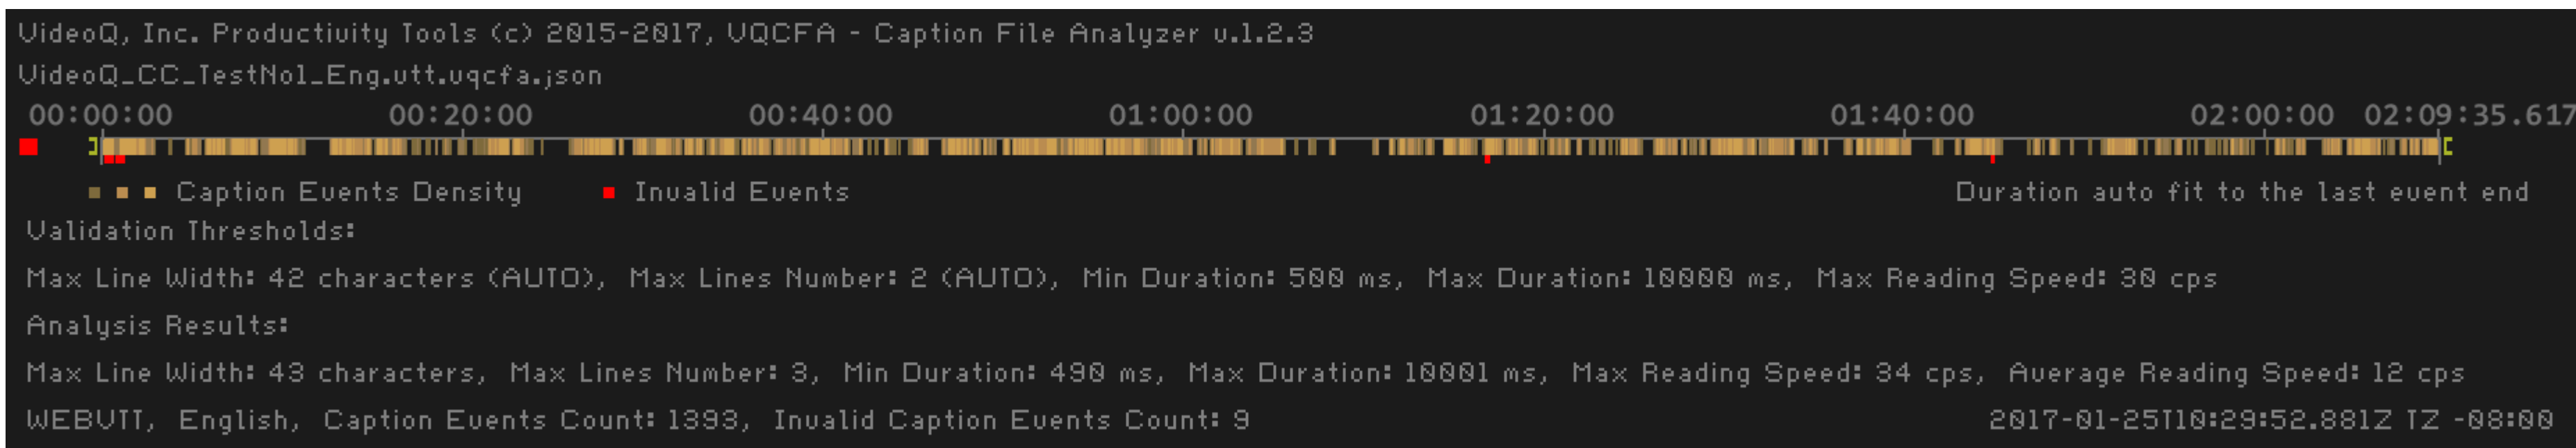 VideoQ, Inc. Productivity Tools (c) 2015-2017, VQCFA - Caption File Analyzer v.1.2.3
VideoQ_CC_TestNo1_Eng.vtt.vqcfa.json
00:00:00 00:20:00 00:40:00 01:00:00 01:20:00 01:40:00 02:00:00 02:09:35.617
Caption Events Density Invalid Events Duration auto fit to the last event end
Validation Thresholds:
Max Line Width: 42 characters (AUTO), Max Lines Number: 2 (AUTO), Min Duration: 500 ms, Max Duration: 10000 ms, Max Reading Speed: 30 cps
Analysis Results:
Max Line Width: 43 characters, Max Lines Number: 3, Min Duration: 490 ms, Max Duration: 10001 ms, Max Reading Speed: 34 cps, Average Reading Speed: 12 cps
WEBVTT, English, Caption Events Count: 1393, Invalid Caption Events Count: 9 2017-01-25T10:29:52.881Z TZ -08:00